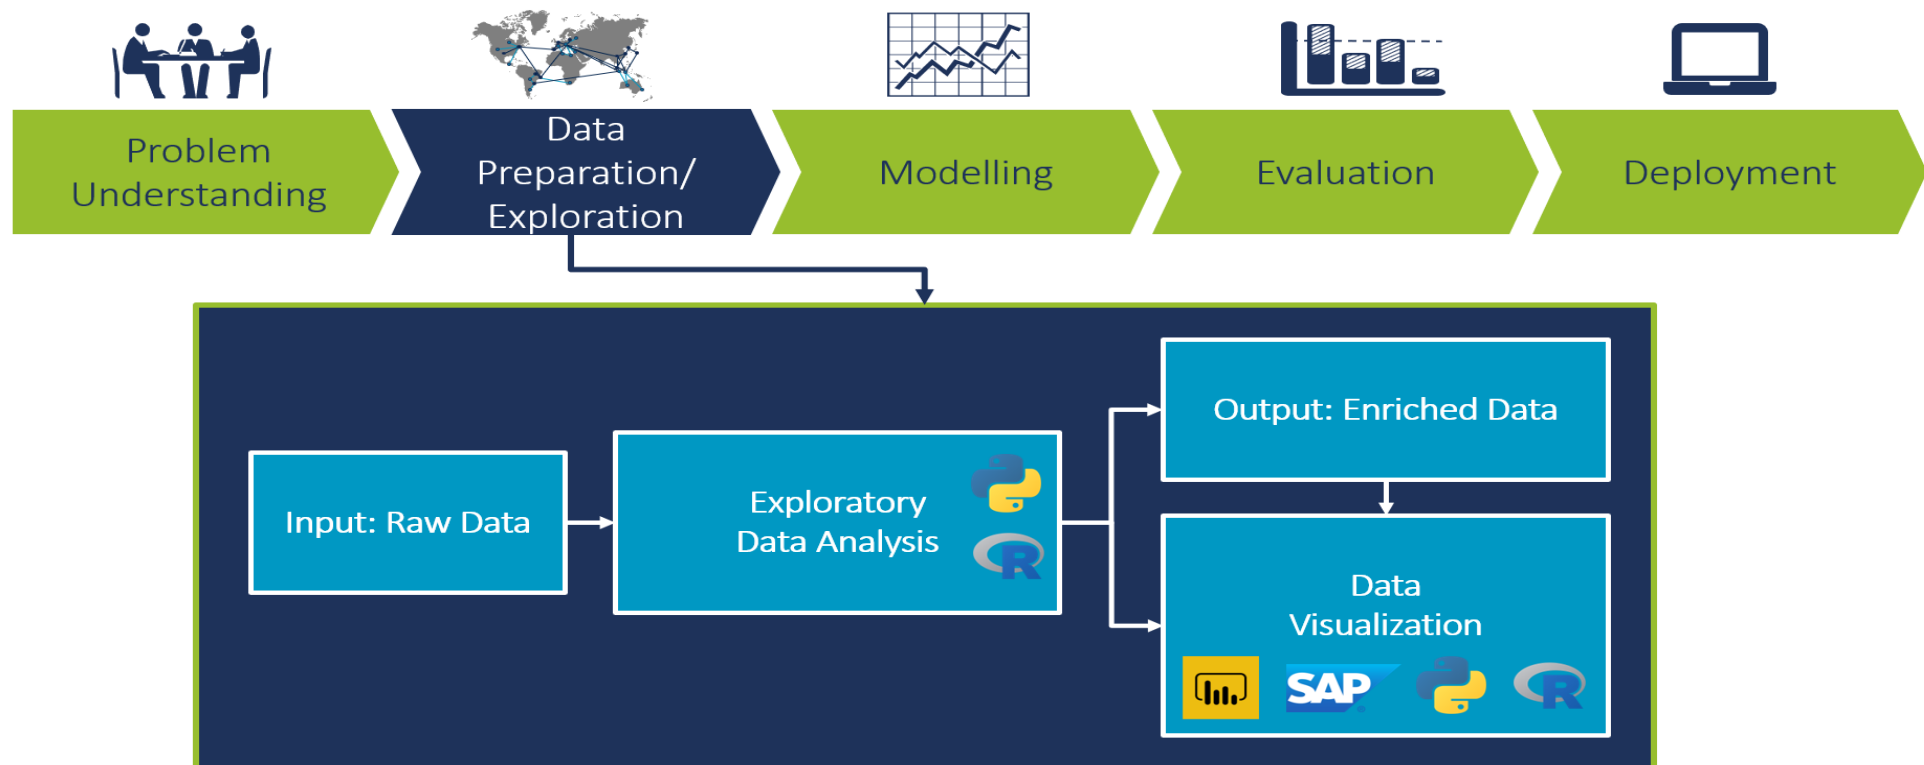 Problem
Understanding
Data
Preparation/
Exploration
Modelling
Evaluation
Deployment
Input: Raw Data
Exploratory
Data Analysis
R
Output: Enriched Data
Data
Visualization
SAP
R